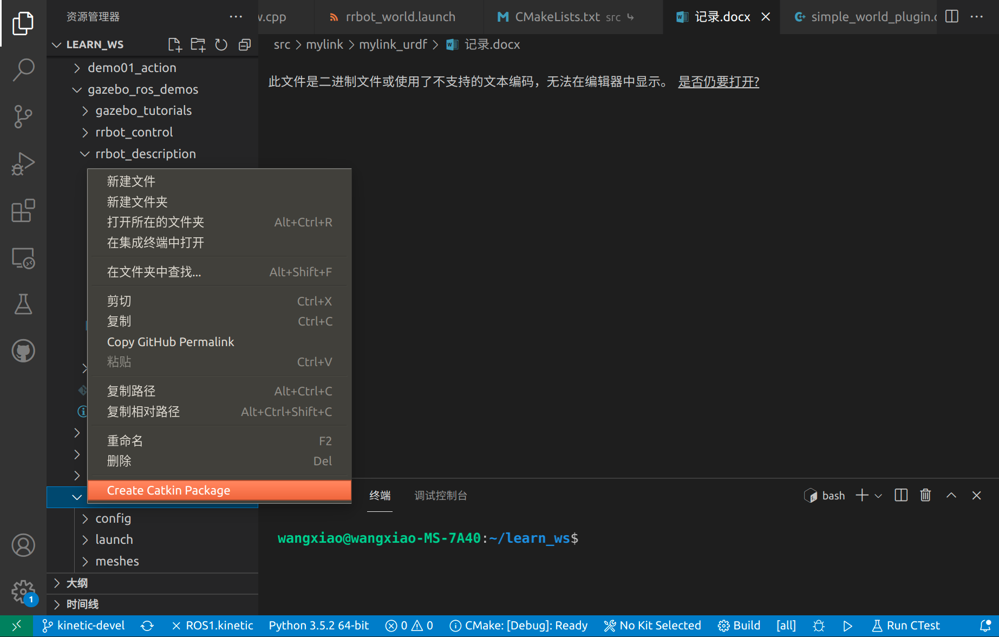 资源管理器
v.cpp
rrbot_world.launch
CMakeLists.txt src
记录.docx
simple_world_plugin.c
LEARN_WS
src > mylink > mylink_urdf > 记录.docx
demo01_action
gazebo_ros_demos
gazebo_tutorials
rrbot_control
rrbot_description
此文件是二进制文件或使用了不支持的文本编码，无法在编辑器中显示。 是否仍要打开?
新建文件
新建文件夹
打开所在的文件夹 Alt+Ctrl+R
在集成终端中打开
在文件夹中查找... Alt+Shift+F
剪切 Ctrl+X
复制 Ctrl+C
Copy GitHub Permalink
粘贴 Ctrl+V
复制路径 Alt+Ctrl+C
复制相对路径 Alt+Ctrl+Shift+C
重命名 F2
删除 Del
Create Catkin Package
config
launch
meshes
大纲
时间线
终端 调试控制台
bash
wangxiao@wangxiao-MS-7A40:~/learn_ws$
1
kinetic-devel ROS1.kinetic Python 3.5.2 64-bit 0 0 CMake: [Debug]: Ready No Kit Selected Build [all] Run CTest